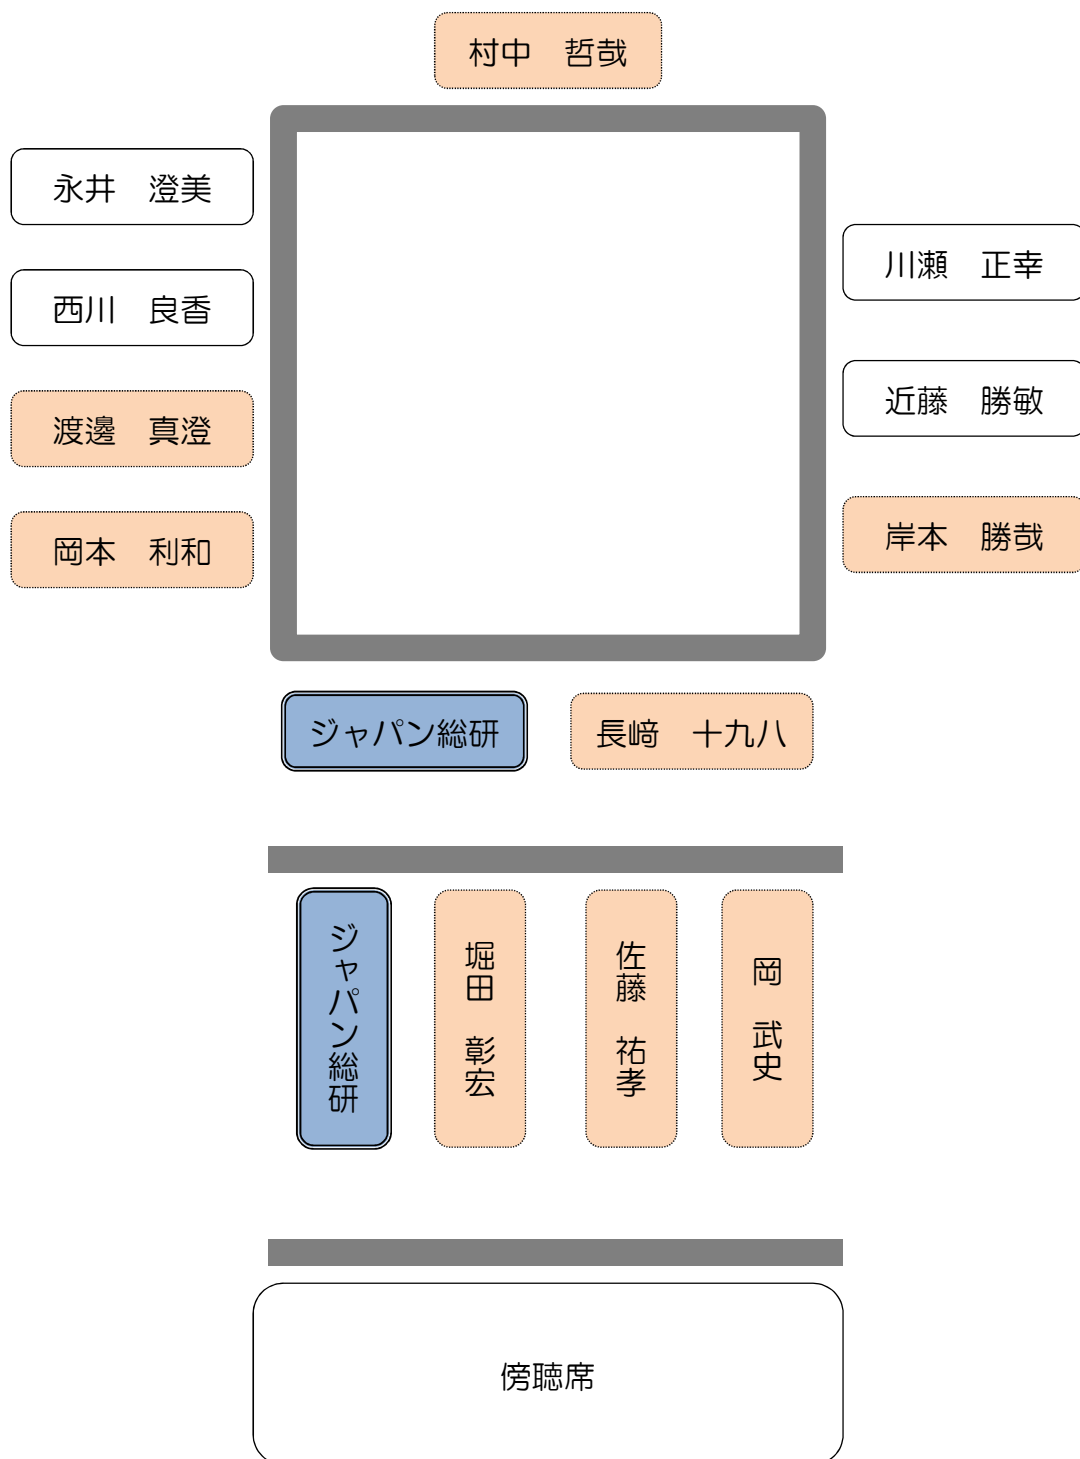 村中　哲哉
永井　澄美
西川　良香
渡邊　真澄
岡本　利和
川瀬　正幸
近藤　勝敏
岸本　勝哉
ジャパン総研
長﨑　十九八
ジャパン総研
堀田　彰宏
佐藤　祐孝
岡　武史
傍聴席